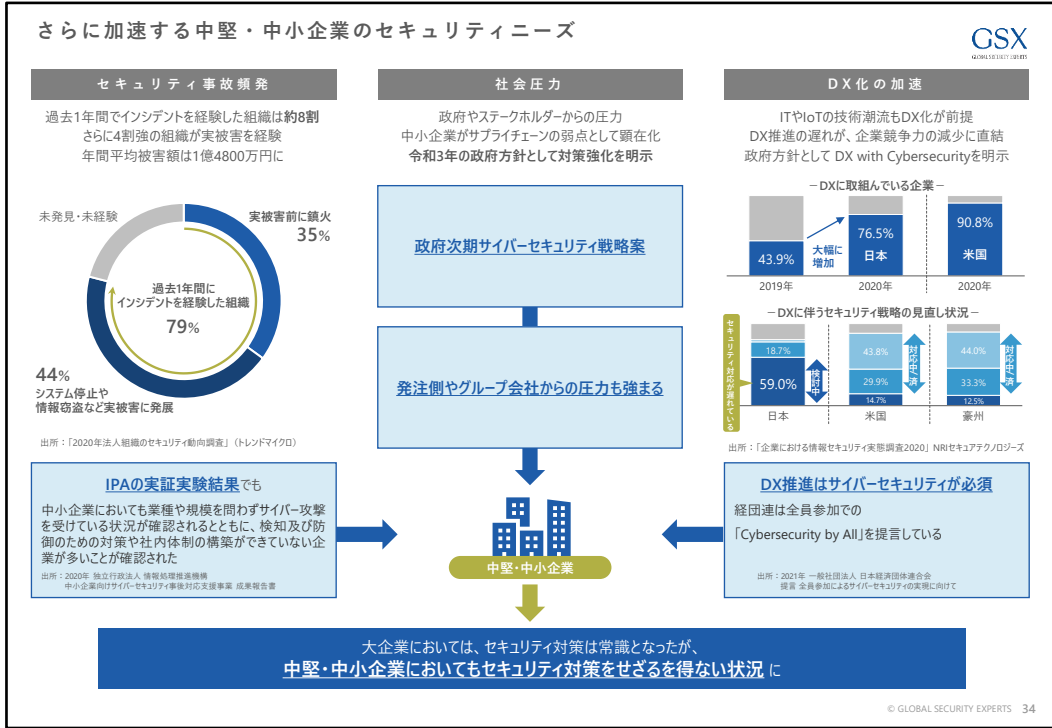 さらに加速する中堅・中小企業のセキュリティニーズ
GSX
GLOBAL SECURITY EXPERTS
セキュリティ事故頻発
過去1年間でインシデントを経験した組織は約8割
さらに4割強の組織が実被害を経験
年間平均被害額は1億4800万円に
未発見・未経験
実被害前に鎮火
35%
過去1年間に
インシデントを経験した組織
79%
44%
システム停止や
情報窃盗など実被害に発展
出所：「2020年法人組織のセキュリティ動向調査」（トレンドマイクロ）
IPAの実証実験結果でも
中小企業においても業種や規模を問わずサイバー攻撃
を受けている状況が確認されるとともに、検知及び防
御のための対策や社内体制の構築ができていない企
業が多いことが確認された
出所：2020年 独立行政法人 情報処理推進機構
中小企業向けサイバーセキュリティ事後対応支援事業 成果報告書
社会圧力
政府やステークホルダーからの圧力
中小企業がサプライチェーンの弱点として顕在化
令和3年の政府方針として対策強化を明示
政府次期サイバーセキュリティ戦略案
発注側やグループ会社からの圧力も強まる
中堅・中小企業
DX化の加速
ITやIoTの技術潮流もDX化が前提
DX推進の遅れが、企業競争力の減少に直結
政府方針として DX with Cybersecurityを明示
－DXに取組んでいる企業－
43.9%
大幅に
増加
76.5%
日本
90.8%
米国
2019年
2020年
2020年
－DXに伴うセキュリティ戦略の見直し状況－
セキュリティ対応が遅れている
18.7%
59.0%
検討中
43.8%
29.9%
14.7%
対応中/済
44.0%
33.3%
12.5%
対応中/済
日本
米国
豪州
出所：「企業における情報セキュリティ実態調査2020」NRIセキュアテクノロジーズ
DX推進はサイバーセキュリティが必須
経団連は全員参加での
「Cybersecurity by All」を提言している
出所：2021年 一般社団法人 日本経済団体連合会
提言 全員参加によるサイバーセキュリティの実現に向けて
大企業においては、セキュリティ対策は常識となったが、
中堅・中小企業においてもセキュリティ対策をせざるを得ない状況 に
© GLOBAL SECURITY EXPERTS 34